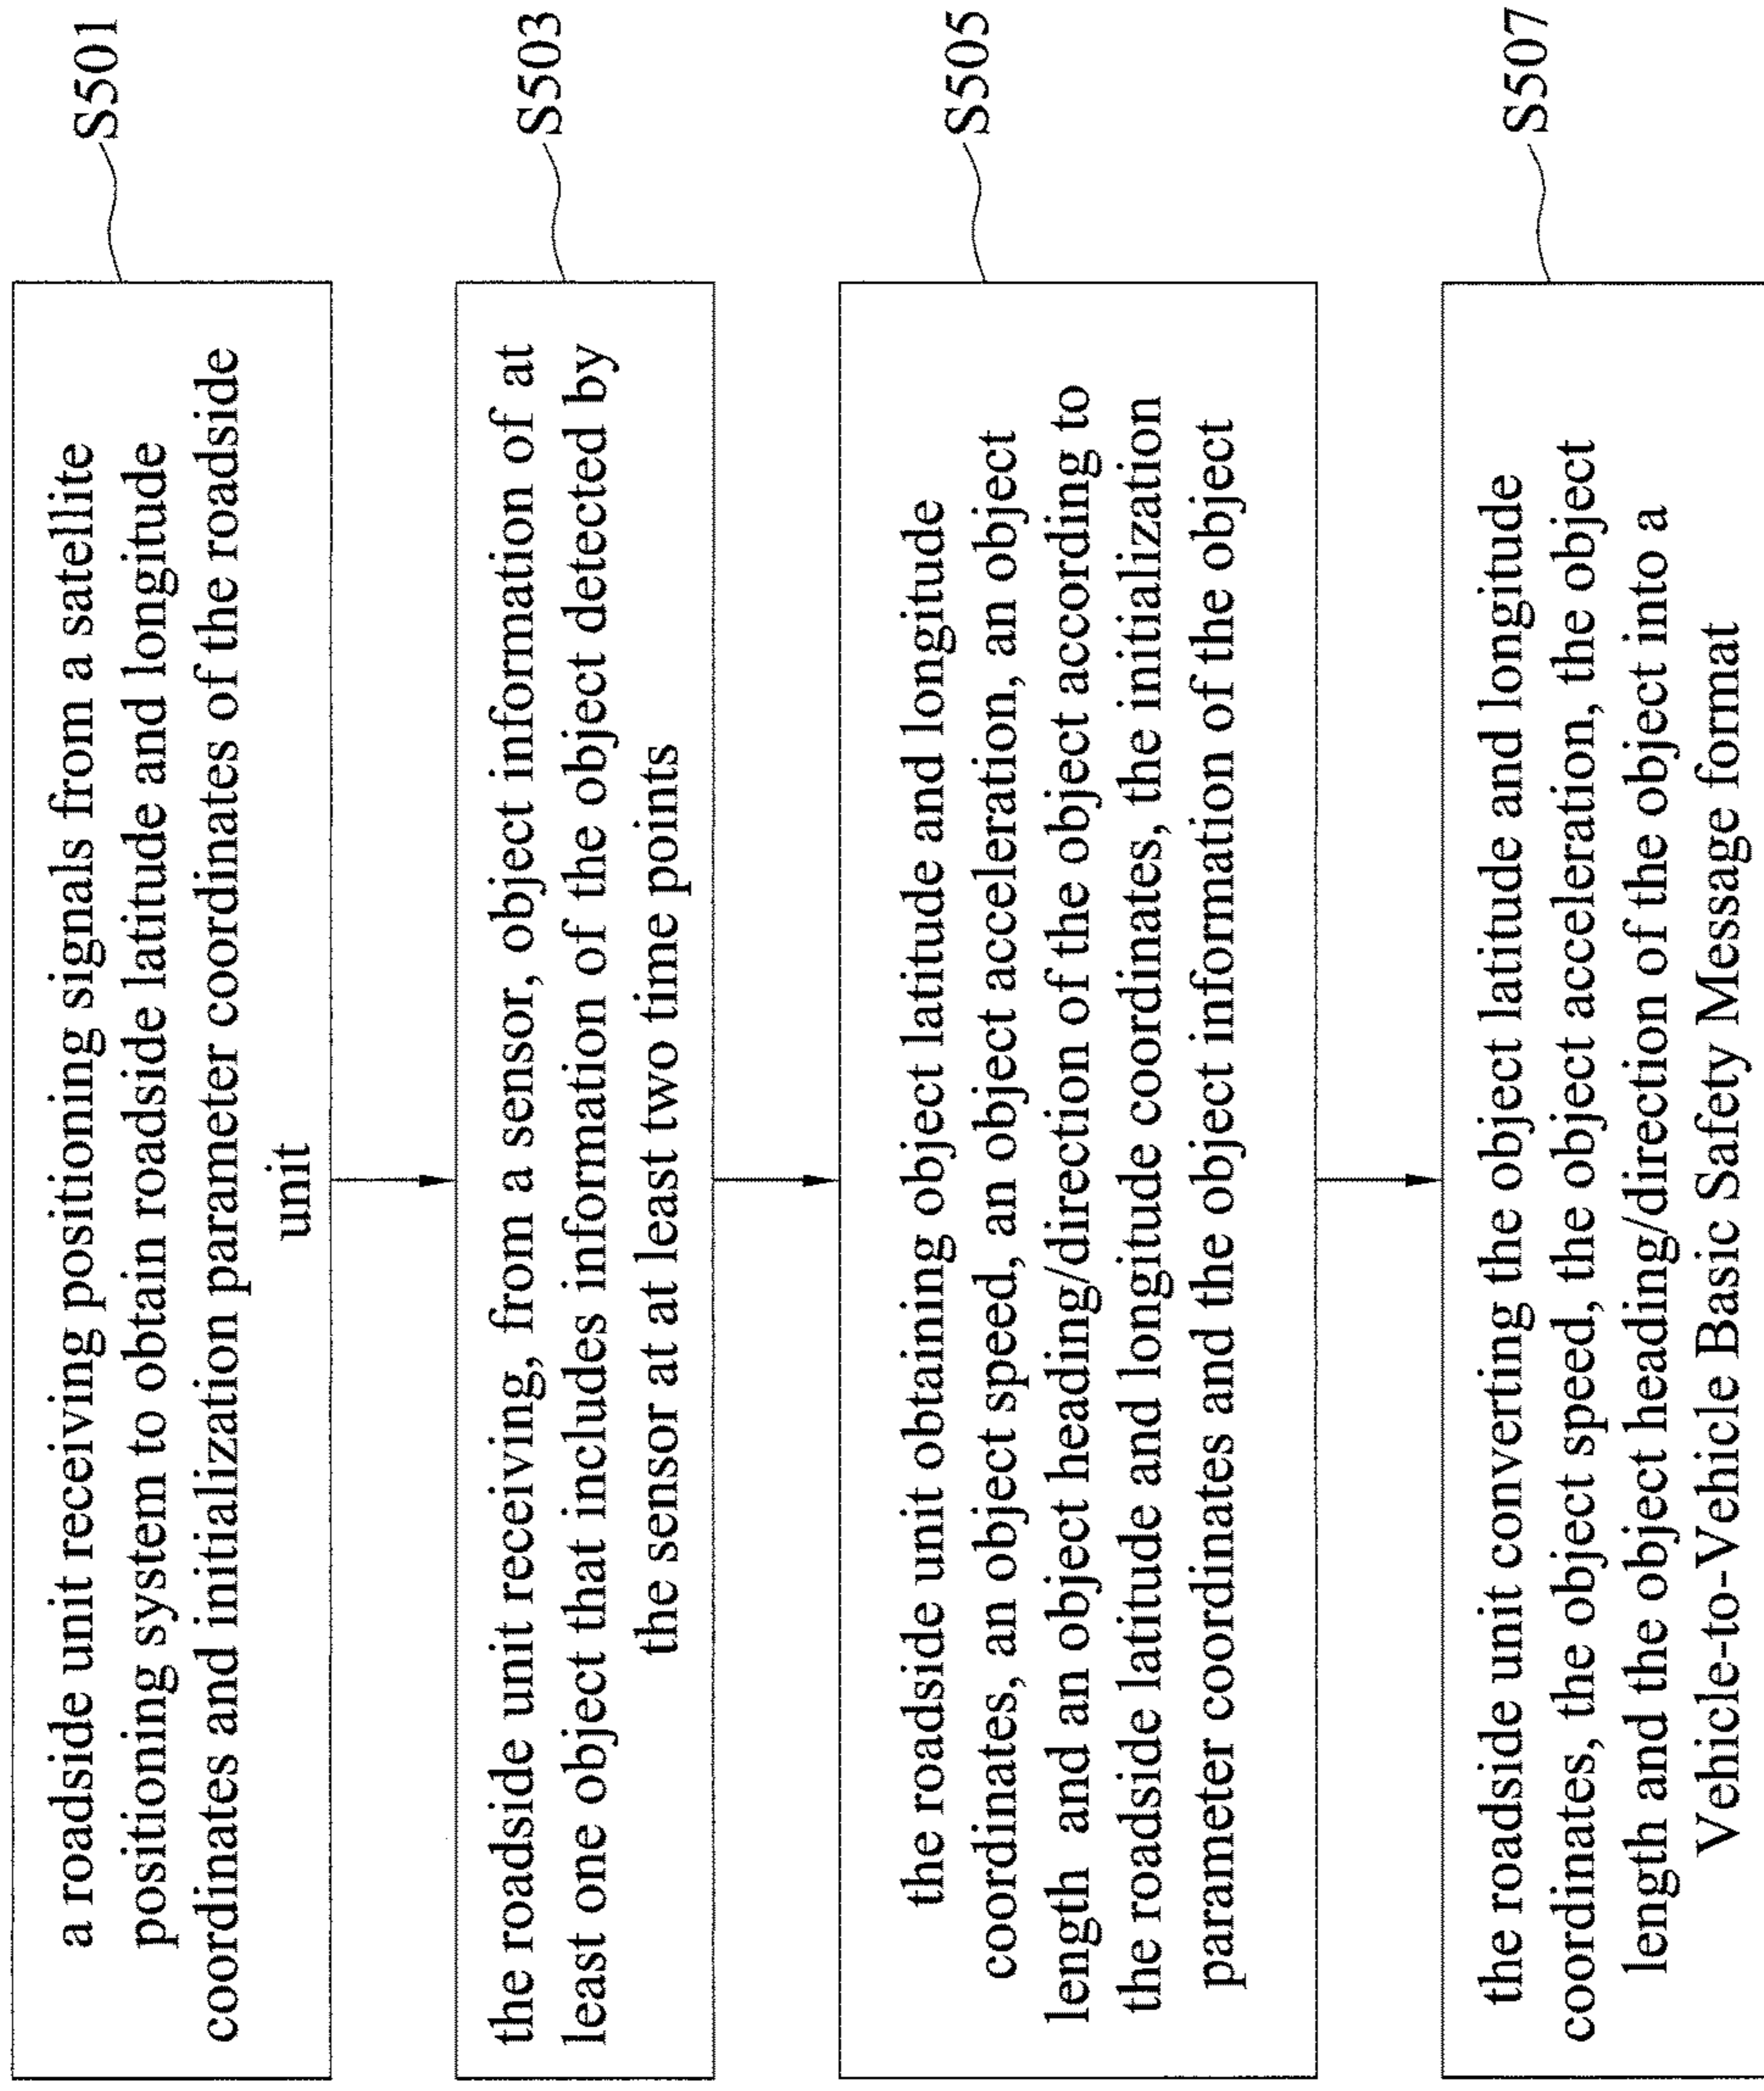 a roadside unit receiving positioning signals from a satellite
positioning system to obtain roadside latitude and longitude
coordinates and initialization parameter coordinates of the roadside
unit
S501
the roadside unit receiving, from a sensor, object information of at
least one object that includes information of the object detected by
the sensor at at least two time points
S503
the roadside unit obtaining object latitude and longitude
coordinates, an object speed, an object acceleration, an object
length and an object heading/direction of the object according to
the roadside latitude and longitude coordinates, the initialization
parameter coordinates and the object information of the object
S505
the roadside unit converting the object latitude and longitude
coordinates, the object speed, the object acceleration, the object
length and the object heading/direction of the object into a
Vehicle-to-Vehicle Basic Safety Message format
S507